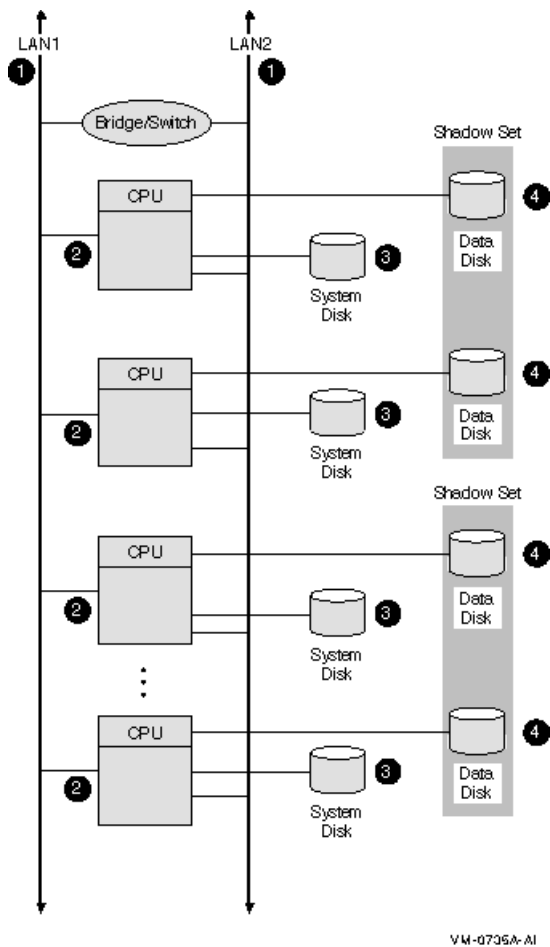 LAN1
LAN2
1
1
Bridge/Switch
Shadow Set
CPU
4
2
3
Data
Disk
System
Disk
CPU
4
2
3
Data
Disk
System
Disk
Shadow Set
CPU
4
2
3
Data
Disk
System
Disk
CPU
4
2
3
Data
Disk
System
Disk
VM-0735A-AI